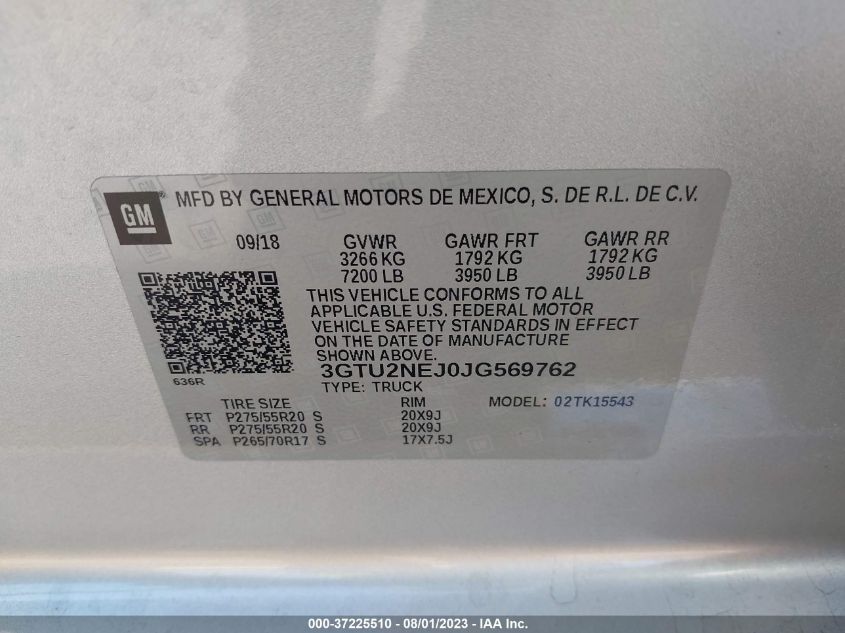 GM ® MFD BY GENERAL MOTORS DE MEXICO, S. DE R.L. DE C.V.
09/18 GVWR GAWR FRT GAWR RR
3266 KG 1792 KG 1792 KG
7200 LB 3950 LB 3950 LB
THIS VEHICLE CONFORMS TO ALL
APPLICABLE U.S. FEDERAL MOTOR
VEHICLE SAFETY STANDARDS IN EFFECT
ON THE DATE OF MANUFACTURE
SHOWN ABOVE.
636R 3GTU2NEJ0JG569762
TYPE: TRUCK
TIRE SIZE RIM MODEL: 02TK15543
FRT P275/55R20 S 20X9J
RR P275/55R20 S 20X9J
SPA P265/70R17 S 17X7.5J
000-37225510 - 08/01/2023 - IAA Inc.